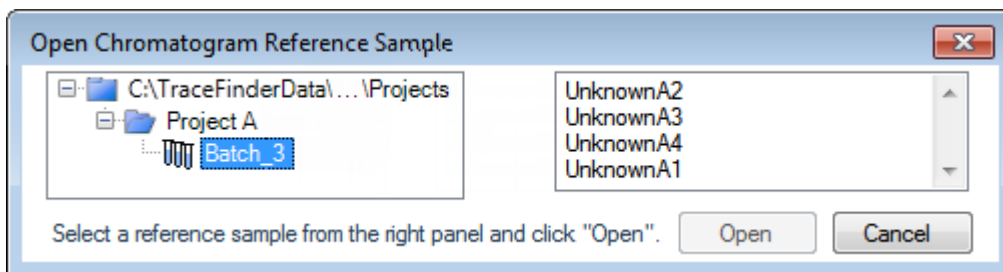 Open Chromatogram Reference Sample
C:\TraceFinderData\...\Projects
Project A
Batch_3
UnknownA2
UnknownA3
UnknownA4
UnknownA1
Select a reference sample from the right panel and click "Open".
Open
Cancel